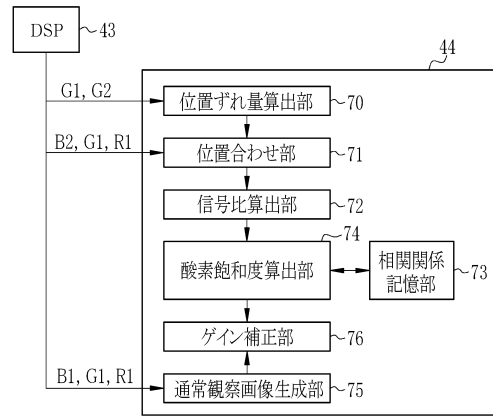 DSP
43
44
G1, G2
位置ずれ量算出部
70
B2, G1, R1
位置合わせ部
71
信号比算出部
72
74
酸素飽和度算出部
相関関係
記憶部
73
ゲイン補正部
76
B1, G1, R1
通常観察画像生成部
75